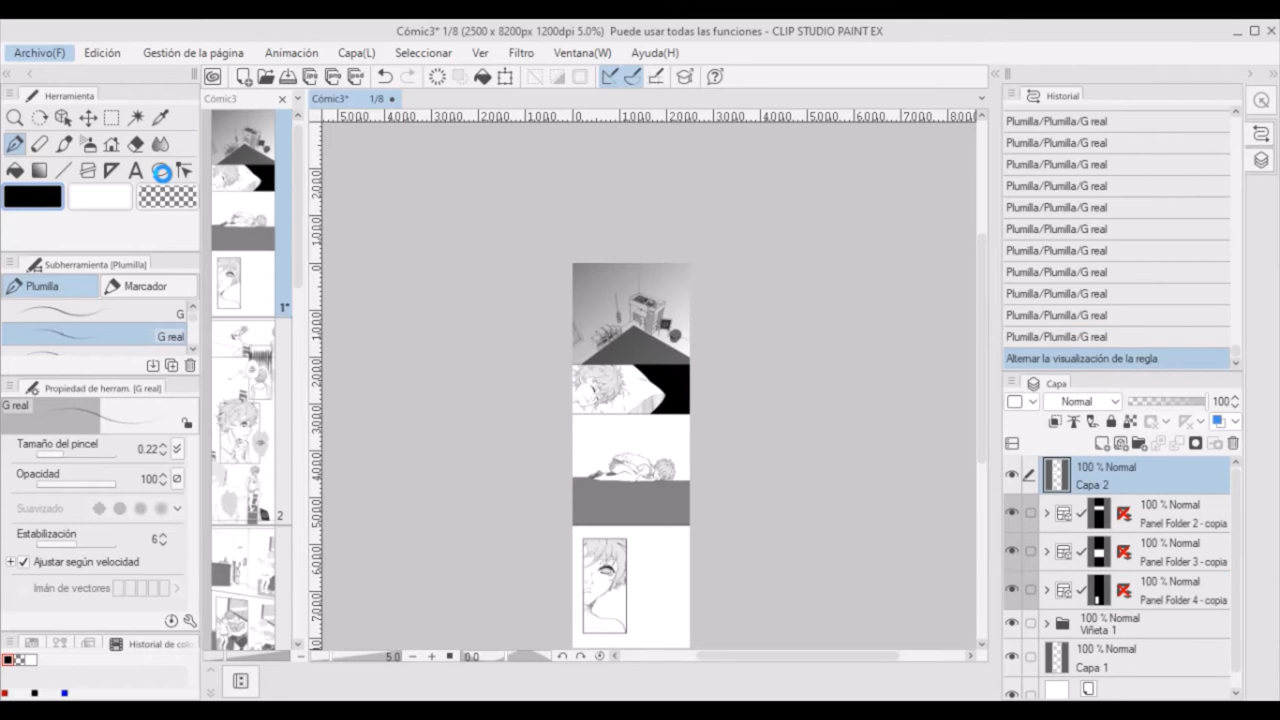 Cómic3* 1/8 (2500 x 8200px 1200dpi 5.0%) Puede usar todas las funciones - CLIP STUDIO PAINT EX
Archivo(F) Edición Gestión de la página Animación Capa(L) Seleccionar Ver Filtro Ventana(W) Ayuda(H)
Herramienta
Cómic3
Cómic3* 1/8
Historial
Plumilla/Plumilla/G real
Plumilla/Plumilla/G real
Plumilla/Plumilla/G real
Plumilla/Plumilla/G real
Plumilla/Plumilla/G real
Plumilla/Plumilla/G real
Plumilla/Plumilla/G real
Plumilla/Plumilla/G real
Plumilla/Plumilla/G real
Plumilla/Plumilla/G real
Plumilla/Plumilla/G real
Alternar la visualización de la regla
Subherramienta [Plumilla]
Plumilla Marcador
G
G real
Propiedad de herram. [G real]
G real
Tamaño del pincel 0.22
Opacidad 100
Suavizado
Estabilización 6
Ajustar según velocidad
Imán de vectores
Historial de colo
1*
2
5.0 0.0
Capa
Normal 100
100 % Normal
Capa 2
100 % Normal
Panel Folder 2 - copia
100 % Normal
Panel Folder 3 - copia
100 % Normal
Panel Folder 4 - copia
100 % Normal
Viñeta 1
100 % Normal
Capa 1